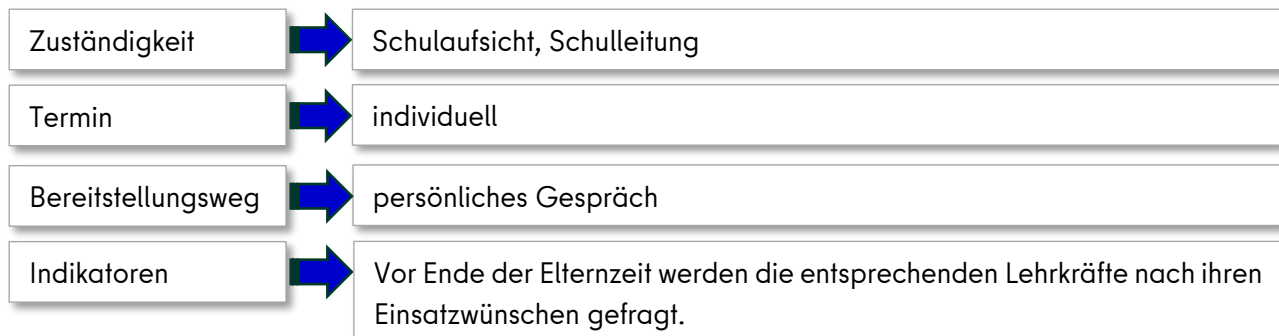 Zuständigkeit
Schulaufsicht, Schulleitung
Termin
individuell
Bereitstellungsweg
persönliches Gespräch
Indikatoren
Vor Ende der Elternzeit werden die entsprechenden Lehrkräfte nach ihren
Einsatzwünschen gefragt.